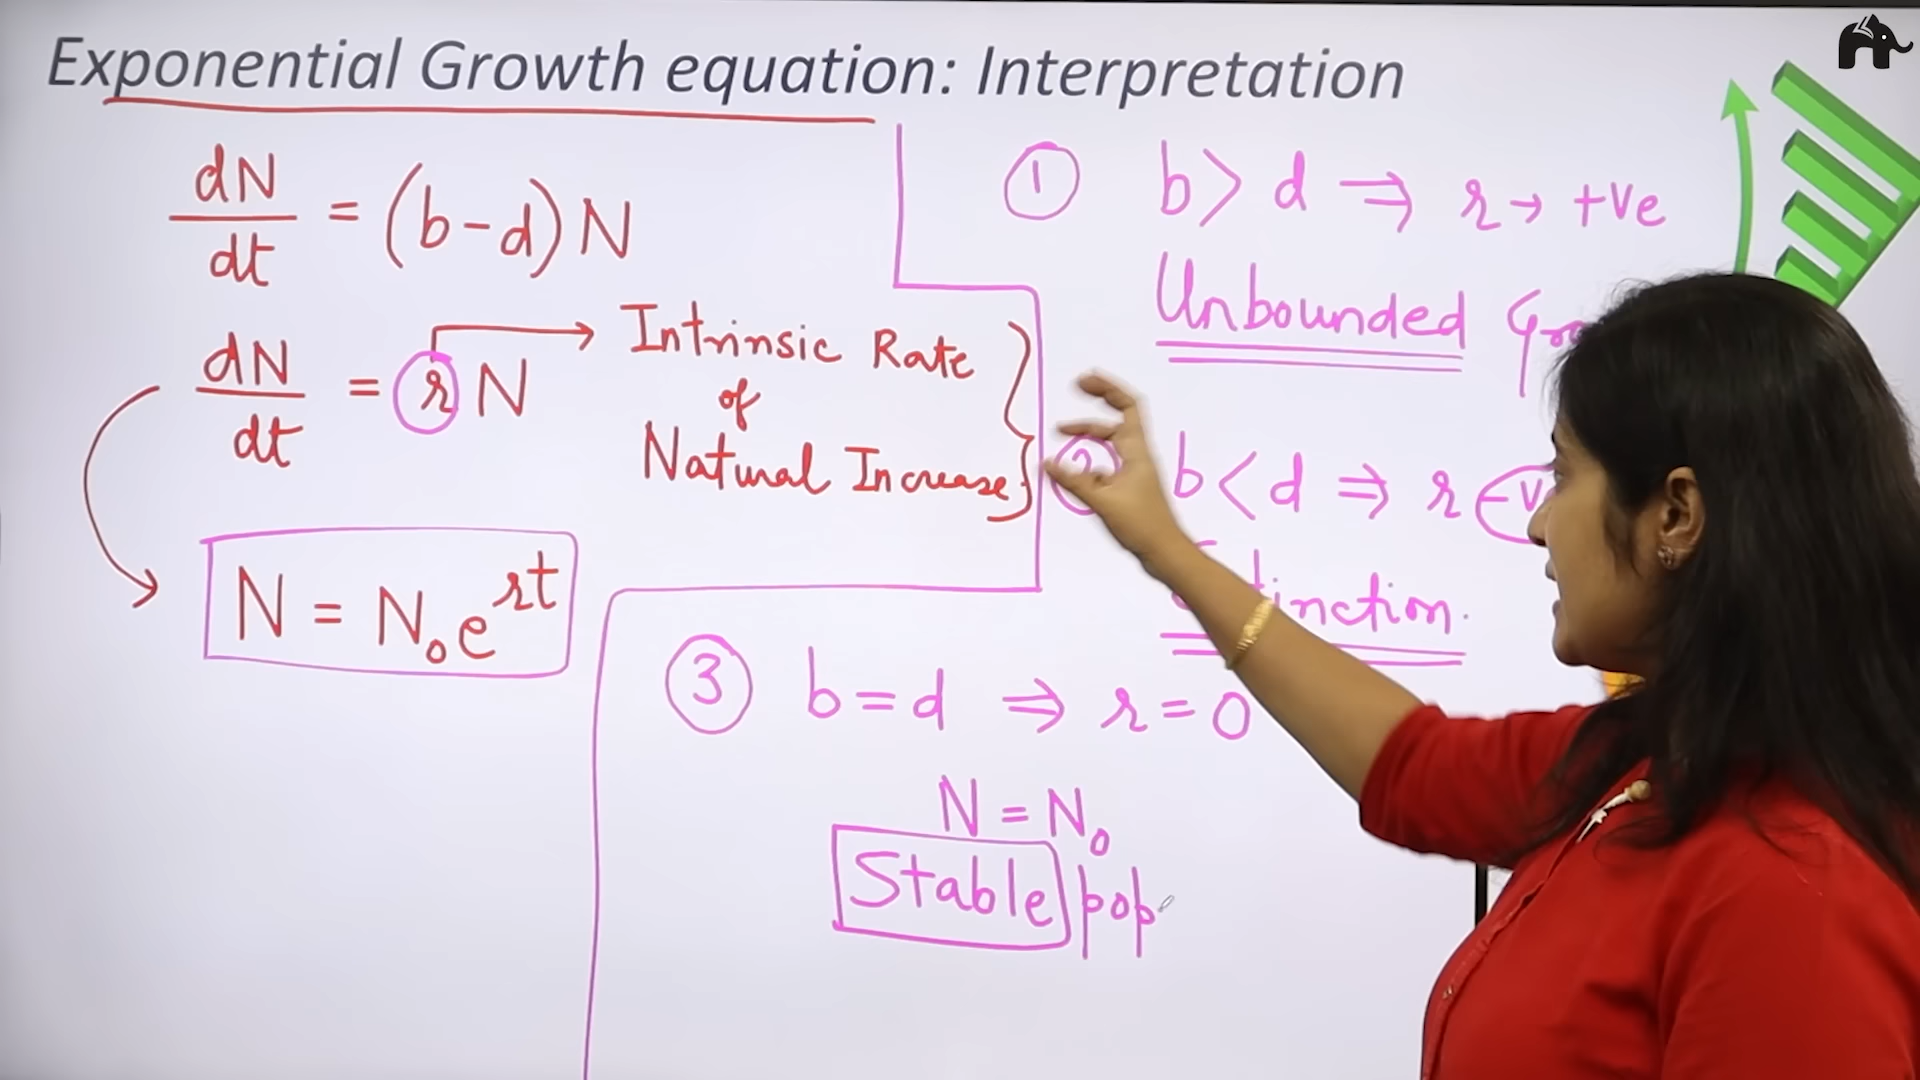 Exponential Growth equation: Interpretation
dN/dt = (b-d) N
dN/dt = r N → Intrinsic Rate
of
Natural Increase
N = N₀e^rt
① b > d ⇒ r → +ve
Unbounded
② b < d ⇒ r
③ b = d ⇒ r = 0
N = N₀
Stable pop